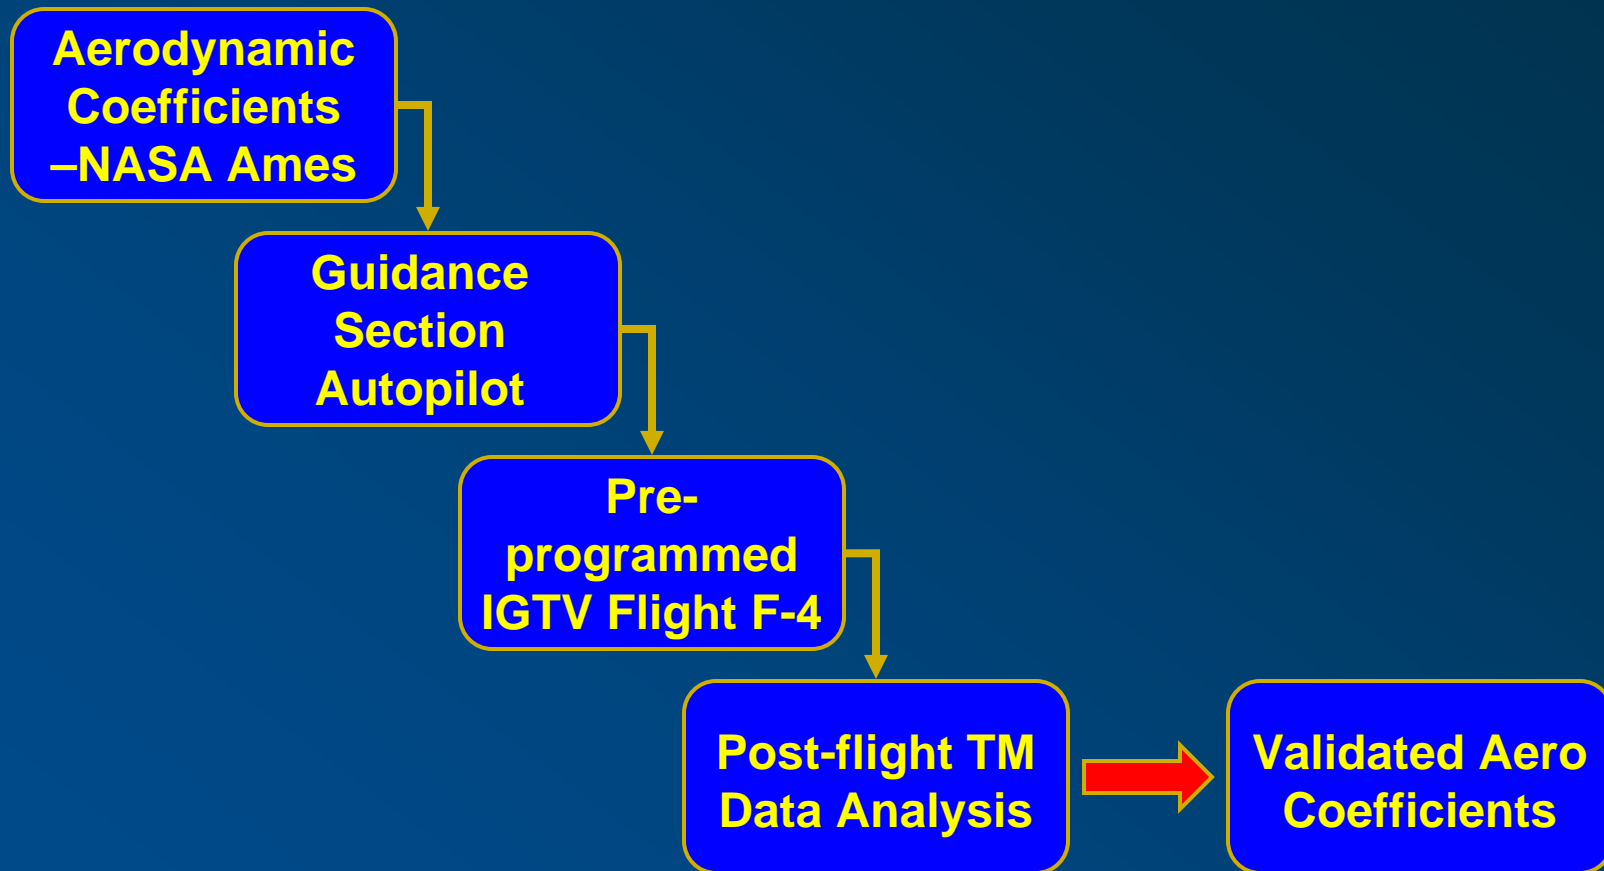 Aerodynamic
Coefficients
–NASA Ames
Guidance
Section
Autopilot
Pre-
programmed
IGTV Flight F-4
Post-flight TM
Data Analysis
Validated Aero
Coefficients